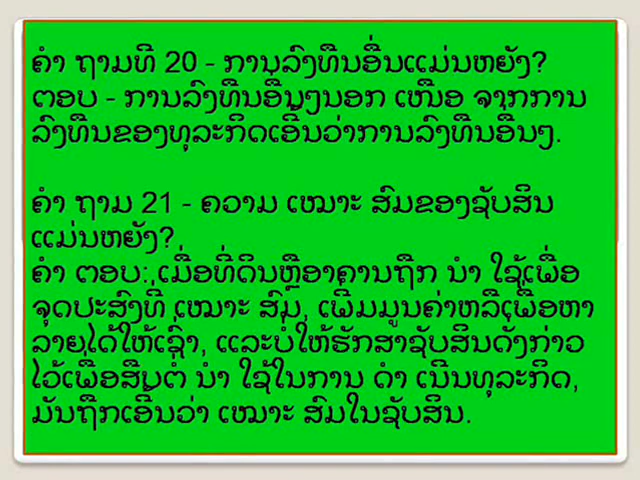 ຄຳ ຖາມທີ 20 - ການລົງທືນອື່ນແມ່ນຫຍັງ?
ຕອບ - ການລົງທືນອື່ນໆນອກ ເໜືອ ຈາກການ
ລົງທືນຂອງທຸລະກິດເອີ້ນວ່າການລົງທືນອື່ນໆ.
ຄຳ ຖາມ 21 - ຄວາມ ເໝາະ ສົມຂອງຊັບສິນ
ແມ່ນຫຍັງ?
ຄຳ ຕອບ:,ເມື່ອທີ່ດິນຫຼືອາຄານຖືກ ນຳ ໃຊ້ເພື່ອ
ຈຸດປະສົງທີ່ ເໝາະ ສົມ, ເພີ່ມມູນຄ່າຫລືເພື່ອຫາ
ລາຍໄດ້ໃຫ້ເຊົ່າ, ແລະບໍ່ໃຫ້ຮັກສາຊັບສິນດັ່ງກ່າວ
ໄວ້ເພື່ອສືບຕໍ່ ນຳ ໃຊ້ໃນການ ດຳ ເນີນທຸລະກິດ,
ມັນຖືກເອີ້ນວ່າ ເໝາະ ສົມໃນຊັບສິນ.